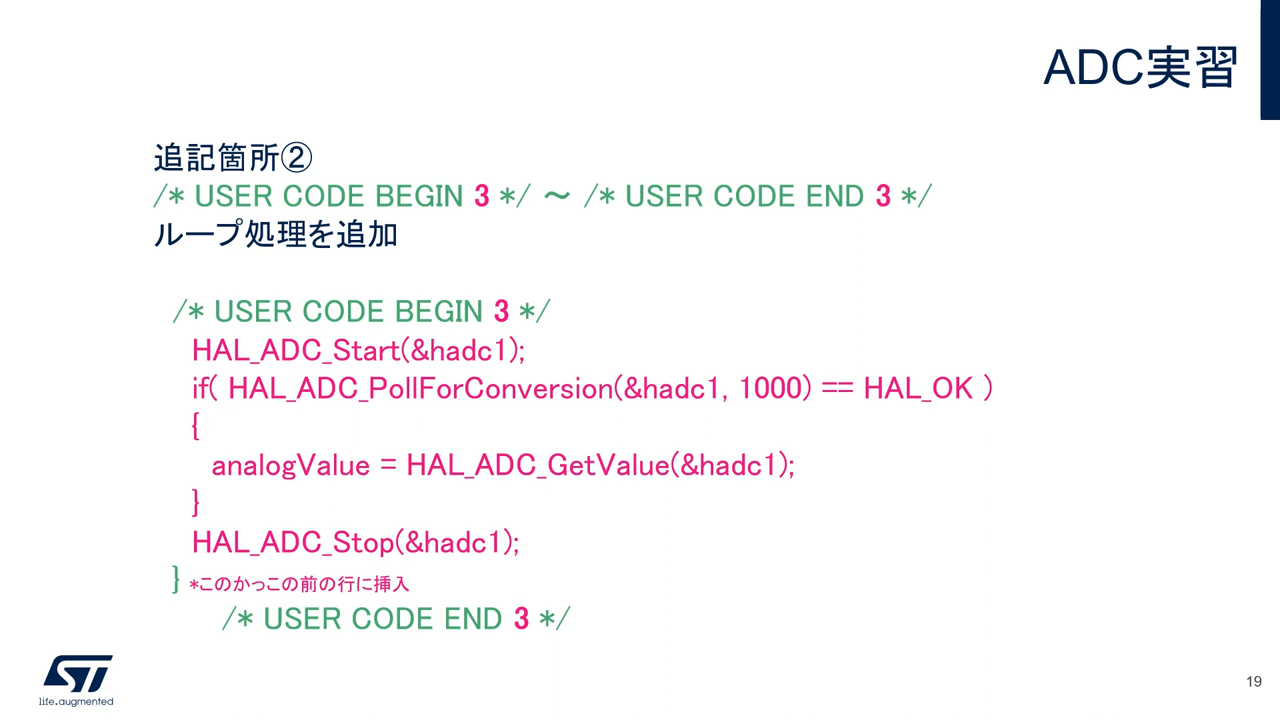 ADC実習
追記箇所②
/* USER CODE BEGIN 3 */ ～ /* USER CODE END 3 */
ループ処理を追加
/* USER CODE BEGIN 3 */
HAL_ADC_Start(&hadc1);
if( HAL_ADC_PollForConversion(&hadc1, 1000) == HAL_OK )
{
analogValue = HAL_ADC_GetValue(&hadc1);
}
HAL_ADC_Stop(&hadc1);
} *このかっこの前の行に挿入
/* USER CODE END 3 */
ST
life.augmented
19